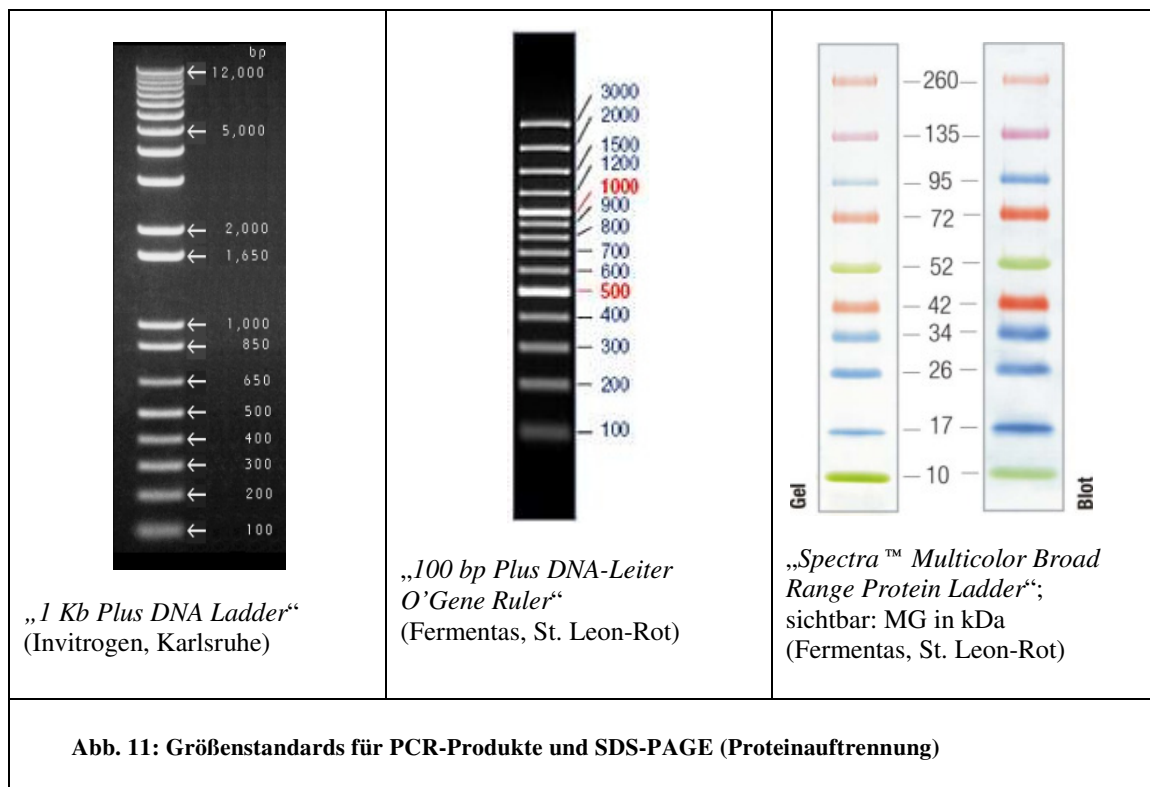 bp
12,000
5,000
2,000
1,650
1,000
850
650
500
400
300
200
100
„1 Kb Plus DNA Ladder“
(Invitrogen, Karlsruhe)
3000
2000
1500
1200
1000
900
800
700
600
500
400
300
200
100
„100 bp Plus DNA-Leiter
O’Gene Ruler“
(Fermentas, St. Leon-Rot)
260
135
95
72
52
42
34
26
17
10
Gel
Blot
„Spectra™ Multicolor Broad
Range Protein Ladder“;
sichtbar: MG in kDa
(Fermentas, St. Leon-Rot)
Abb. 11: Größenstandards für PCR-Produkte und SDS-PAGE (Proteinauftrennung)